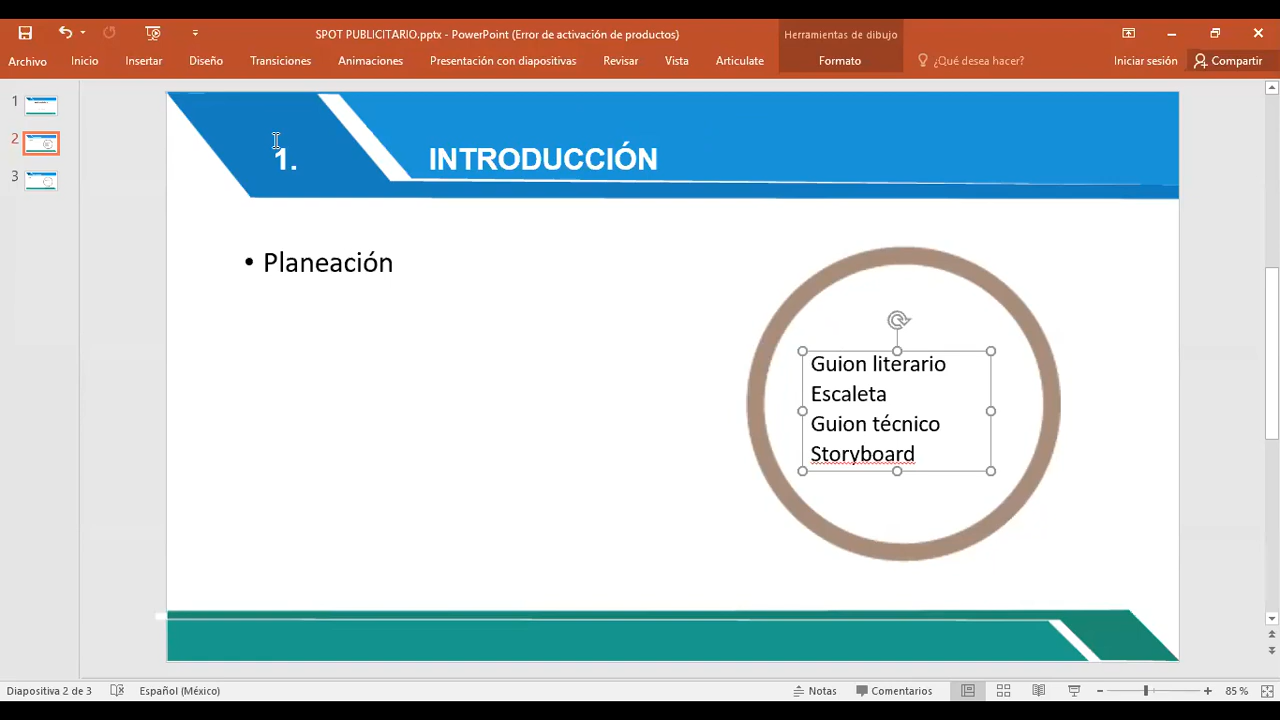 SPOT PUBLICITARIO.pptx - PowerPoint (Error de activación de productos)
Herramientas de dibujo
Archivo Inicio Insertar Diseño Transiciones Animaciones Presentación con diapositivas Revisar Vista Articulate Formato ¿Qué desea hacer? Iniciar sesión Compartir
1
2
3
1. INTRODUCCIÓN
• Planeación
Guion literario
Escaleta
Guion técnico
Storyboard
Diapositiva 2 de 3 Español (México) Notas Comentarios 85 %